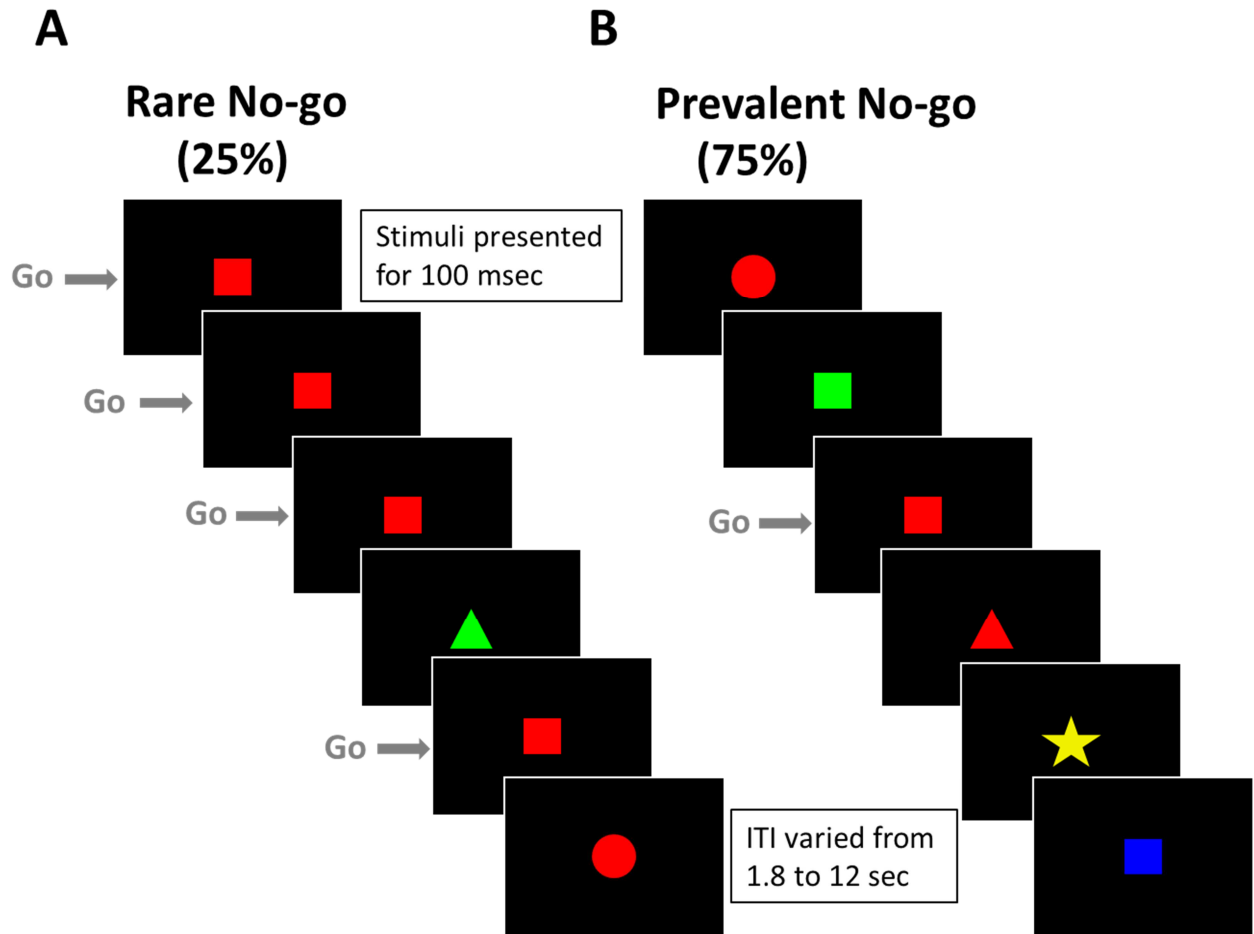 A
B
Rare No-go
(25%)
Prevalent No-go
(75%)
Stimuli presented
for 100 msec
Go
Go
Go
Go
Go
ITI varied from
1.8 to 12 sec